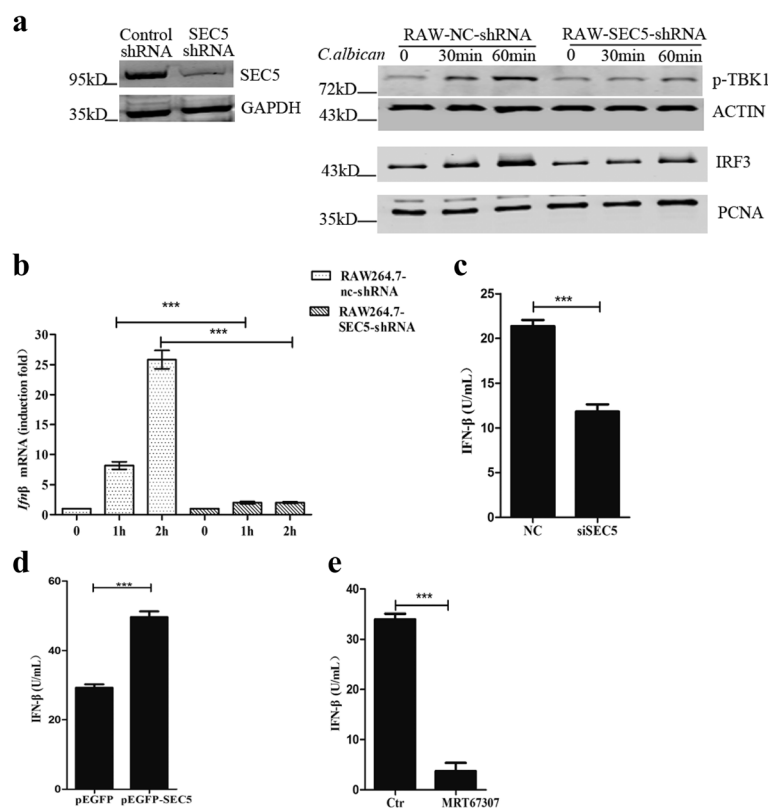 a
Control shRNA
SEC5 shRNA
95kD
SEC5
35kD
GAPDH
RAW-NC-shRNA
RAW-SEC5-shRNA
C.albican
0 30min 60min 0 30min 60min
72kD
p-TBK1
43kD
ACTIN
43kD
IRF3
35kD
PCNA
b
RAW264.7-
nc-shRNA
RAW264.7-
SEC5-shRNA
***
***
Ifnβ mRNA (induction fold)
30
25
20
15
10
5
0
0 1h 2h 0 1h 2h
c
***
IFN-β (U/mL)
25
20
15
10
5
0
NC siSEC5
d
***
IFN-β (U/mL)
60
40
20
0
pEGFP pEGFP-SEC5
e
***
IFN-β (U/mL)
40
30
20
10
0
Ctr MRT67307